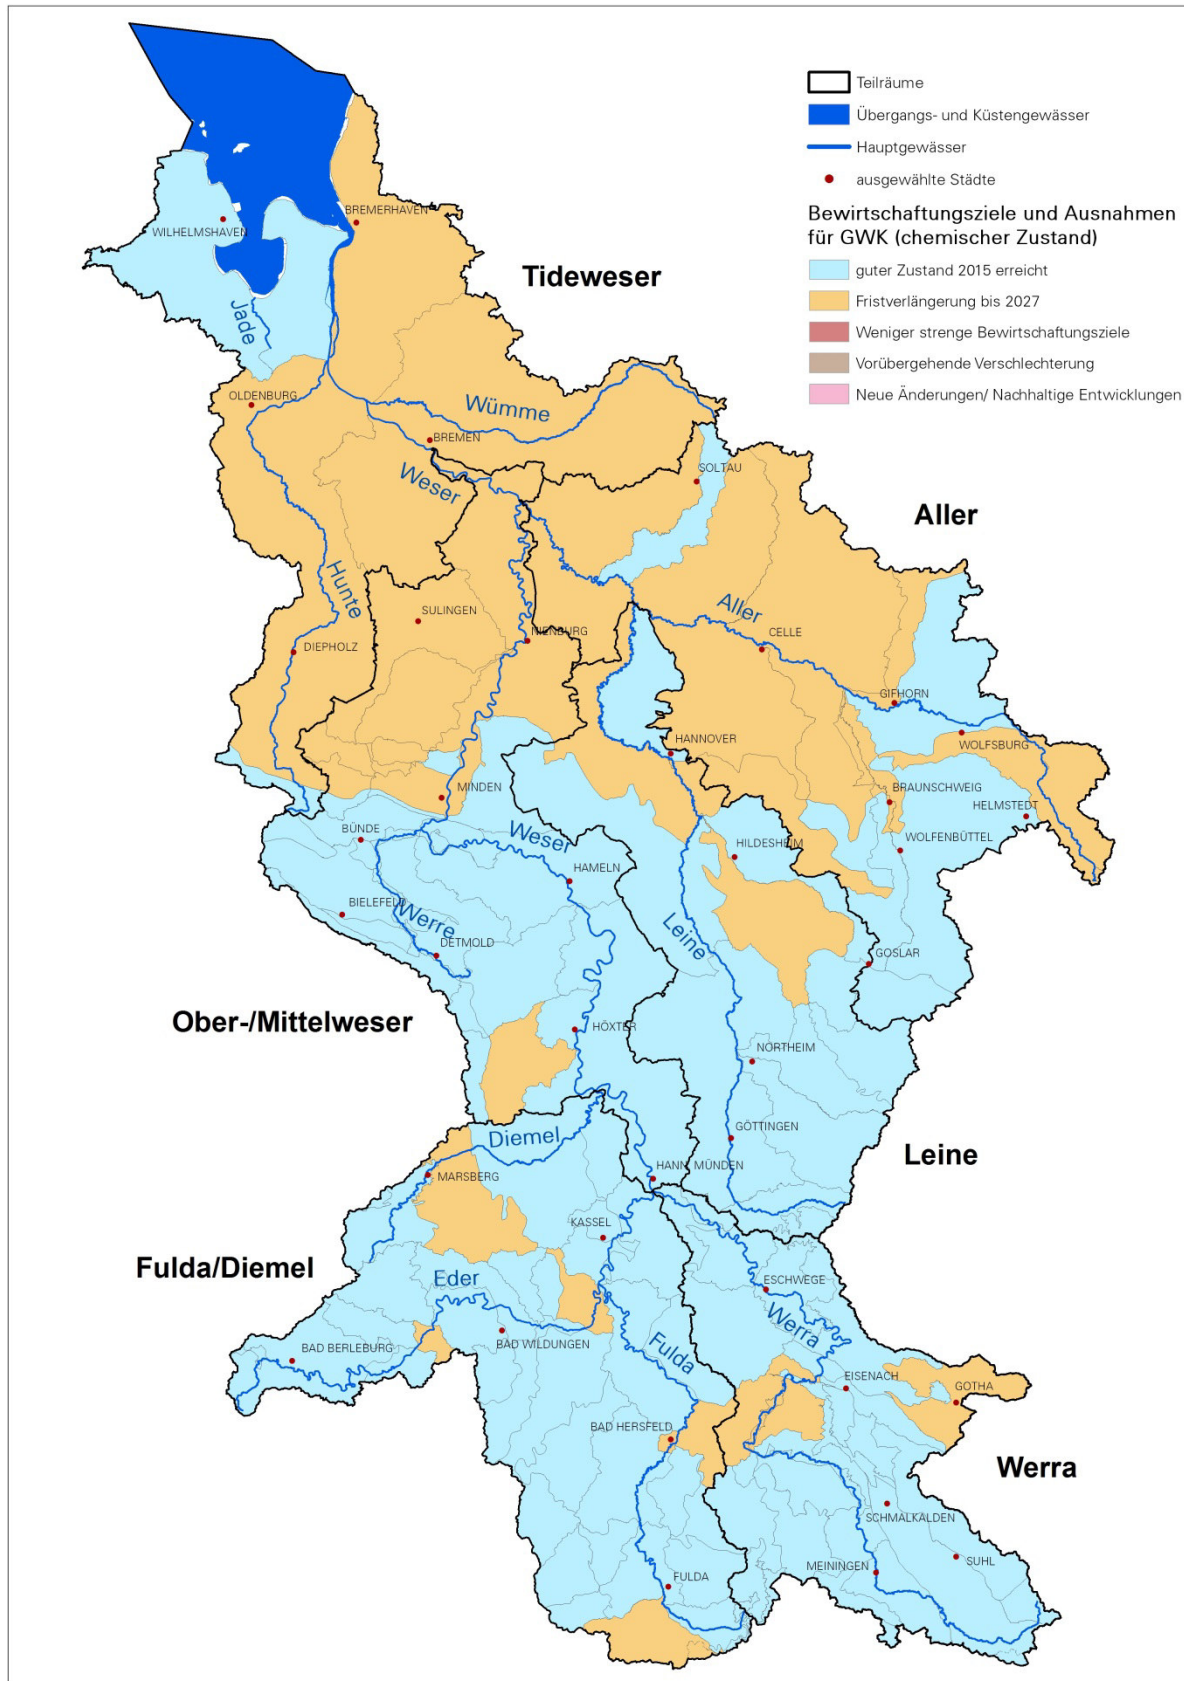 Teilräume
Übergangs- und Küstengewässer
Hauptgewässer
ausgewählte Städte
Bewirtschaftungsziele und Ausnahmen
für GWK (chemischer Zustand)
guter Zustand 2015 erreicht
Fristverlängerung bis 2027
Weniger strenge Bewirtschaftungsziele
Vorübergehende Verschlechterung
Neue Änderungen/ Nachhaltige Entwicklungen
BREMERHAVEN
WILHELMSHAVEN
Tideweser
Jade
OLDENBURG
Wümme
BREMEN
Weser
SOLTAU
Aller
Hunte
Aller
SULINGEN
NIENBURG
CELLE
DIEPHOLZ
GIFHORN
HANNOVER
WOLFSBURG
MINDEN
BRAUNSCHWEIG
HELMSTEDT
BÜNDE
Weser
WOLFENBÜTTEL
HILDESHEIM
HAMELN
BIELEFELD
Werre
Leine
DETMOLD
GOSLAR
Ober-/Mittelweser
HÖXTER
NORTHEIM
Diemel
GÖTTINGEN
Leine
MARSBERG
HANN. MÜNDEN
KASSEL
Fulda/Diemel
Eder
ESCHWEGE
Werra
BAD BERLEBURG
BAD WILDUNGEN
Fulda
EISENACH
GOTHA
BAD HERSFELD
Werra
SCHMALKALDEN
SUHL
MEININGEN
FULDA